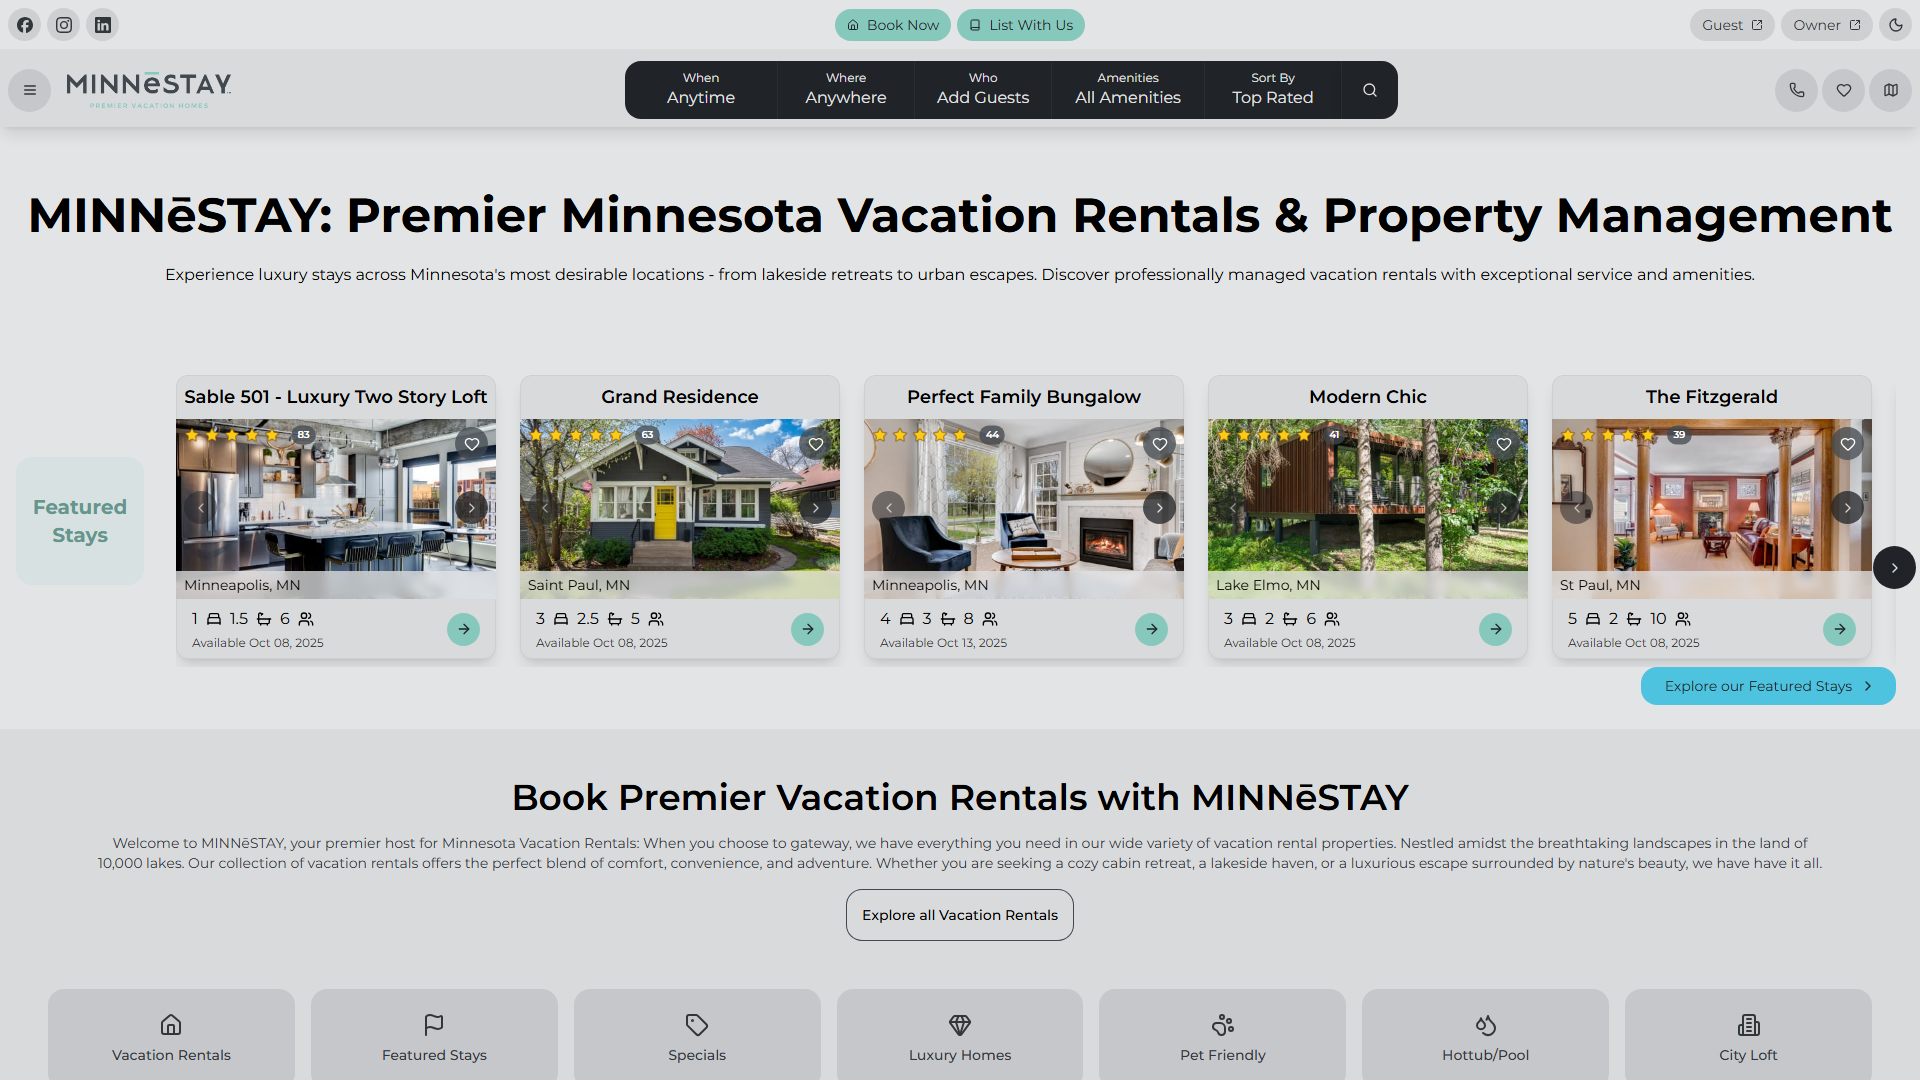 Book Now
List With Us
Guest
Owner
MINNēSTAY
PREMIER VACATION HOMES
When
Anytime
Where
Anywhere
Who
Add Guests
Amenities
All Amenities
Sort By
Top Rated
MINNēSTAY: Premier Minnesota Vacation Rentals & Property Management
Experience luxury stays across Minnesota's most desirable locations - from lakeside retreats to urban escapes. Discover professionally managed vacation rentals with exceptional service and amenities.
Featured
Stays
Sable 501 - Luxury Two Story Loft
83
Minneapolis, MN
1 1.5 6
Available Oct 08, 2025
Grand Residence
63
Saint Paul, MN
3 2.5 5
Available Oct 08, 2025
Perfect Family Bungalow
44
Minneapolis, MN
4 3 8
Available Oct 13, 2025
Modern Chic
41
Lake Elmo, MN
3 2 6
Available Oct 08, 2025
The Fitzgerald
39
St Paul, MN
5 2 10
Available Oct 08, 2025
Explore our Featured Stays
Book Premier Vacation Rentals with MINNēSTAY
Welcome to MINNēSTAY, your premier host for Minnesota Vacation Rentals: When you choose to gateway, we have everything you need in our wide variety of vacation rental properties. Nestled amidst the breathtaking landscapes in the land of
10,000 lakes. Our collection of vacation rentals offers the perfect blend of comfort, convenience, and adventure. Whether you are seeking a cozy cabin retreat, a lakeside haven, or a luxurious escape surrounded by nature's beauty, we have have it all.
Explore all Vacation Rentals
Vacation Rentals
Featured Stays
Specials
Luxury Homes
Pet Friendly
Hottub/Pool
City Loft